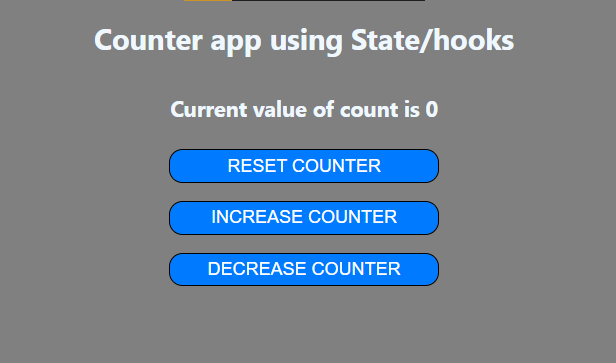 Counter app using State/hooks
Current value of count is 0
RESET COUNTER
INCREASE COUNTER
DECREASE COUNTER